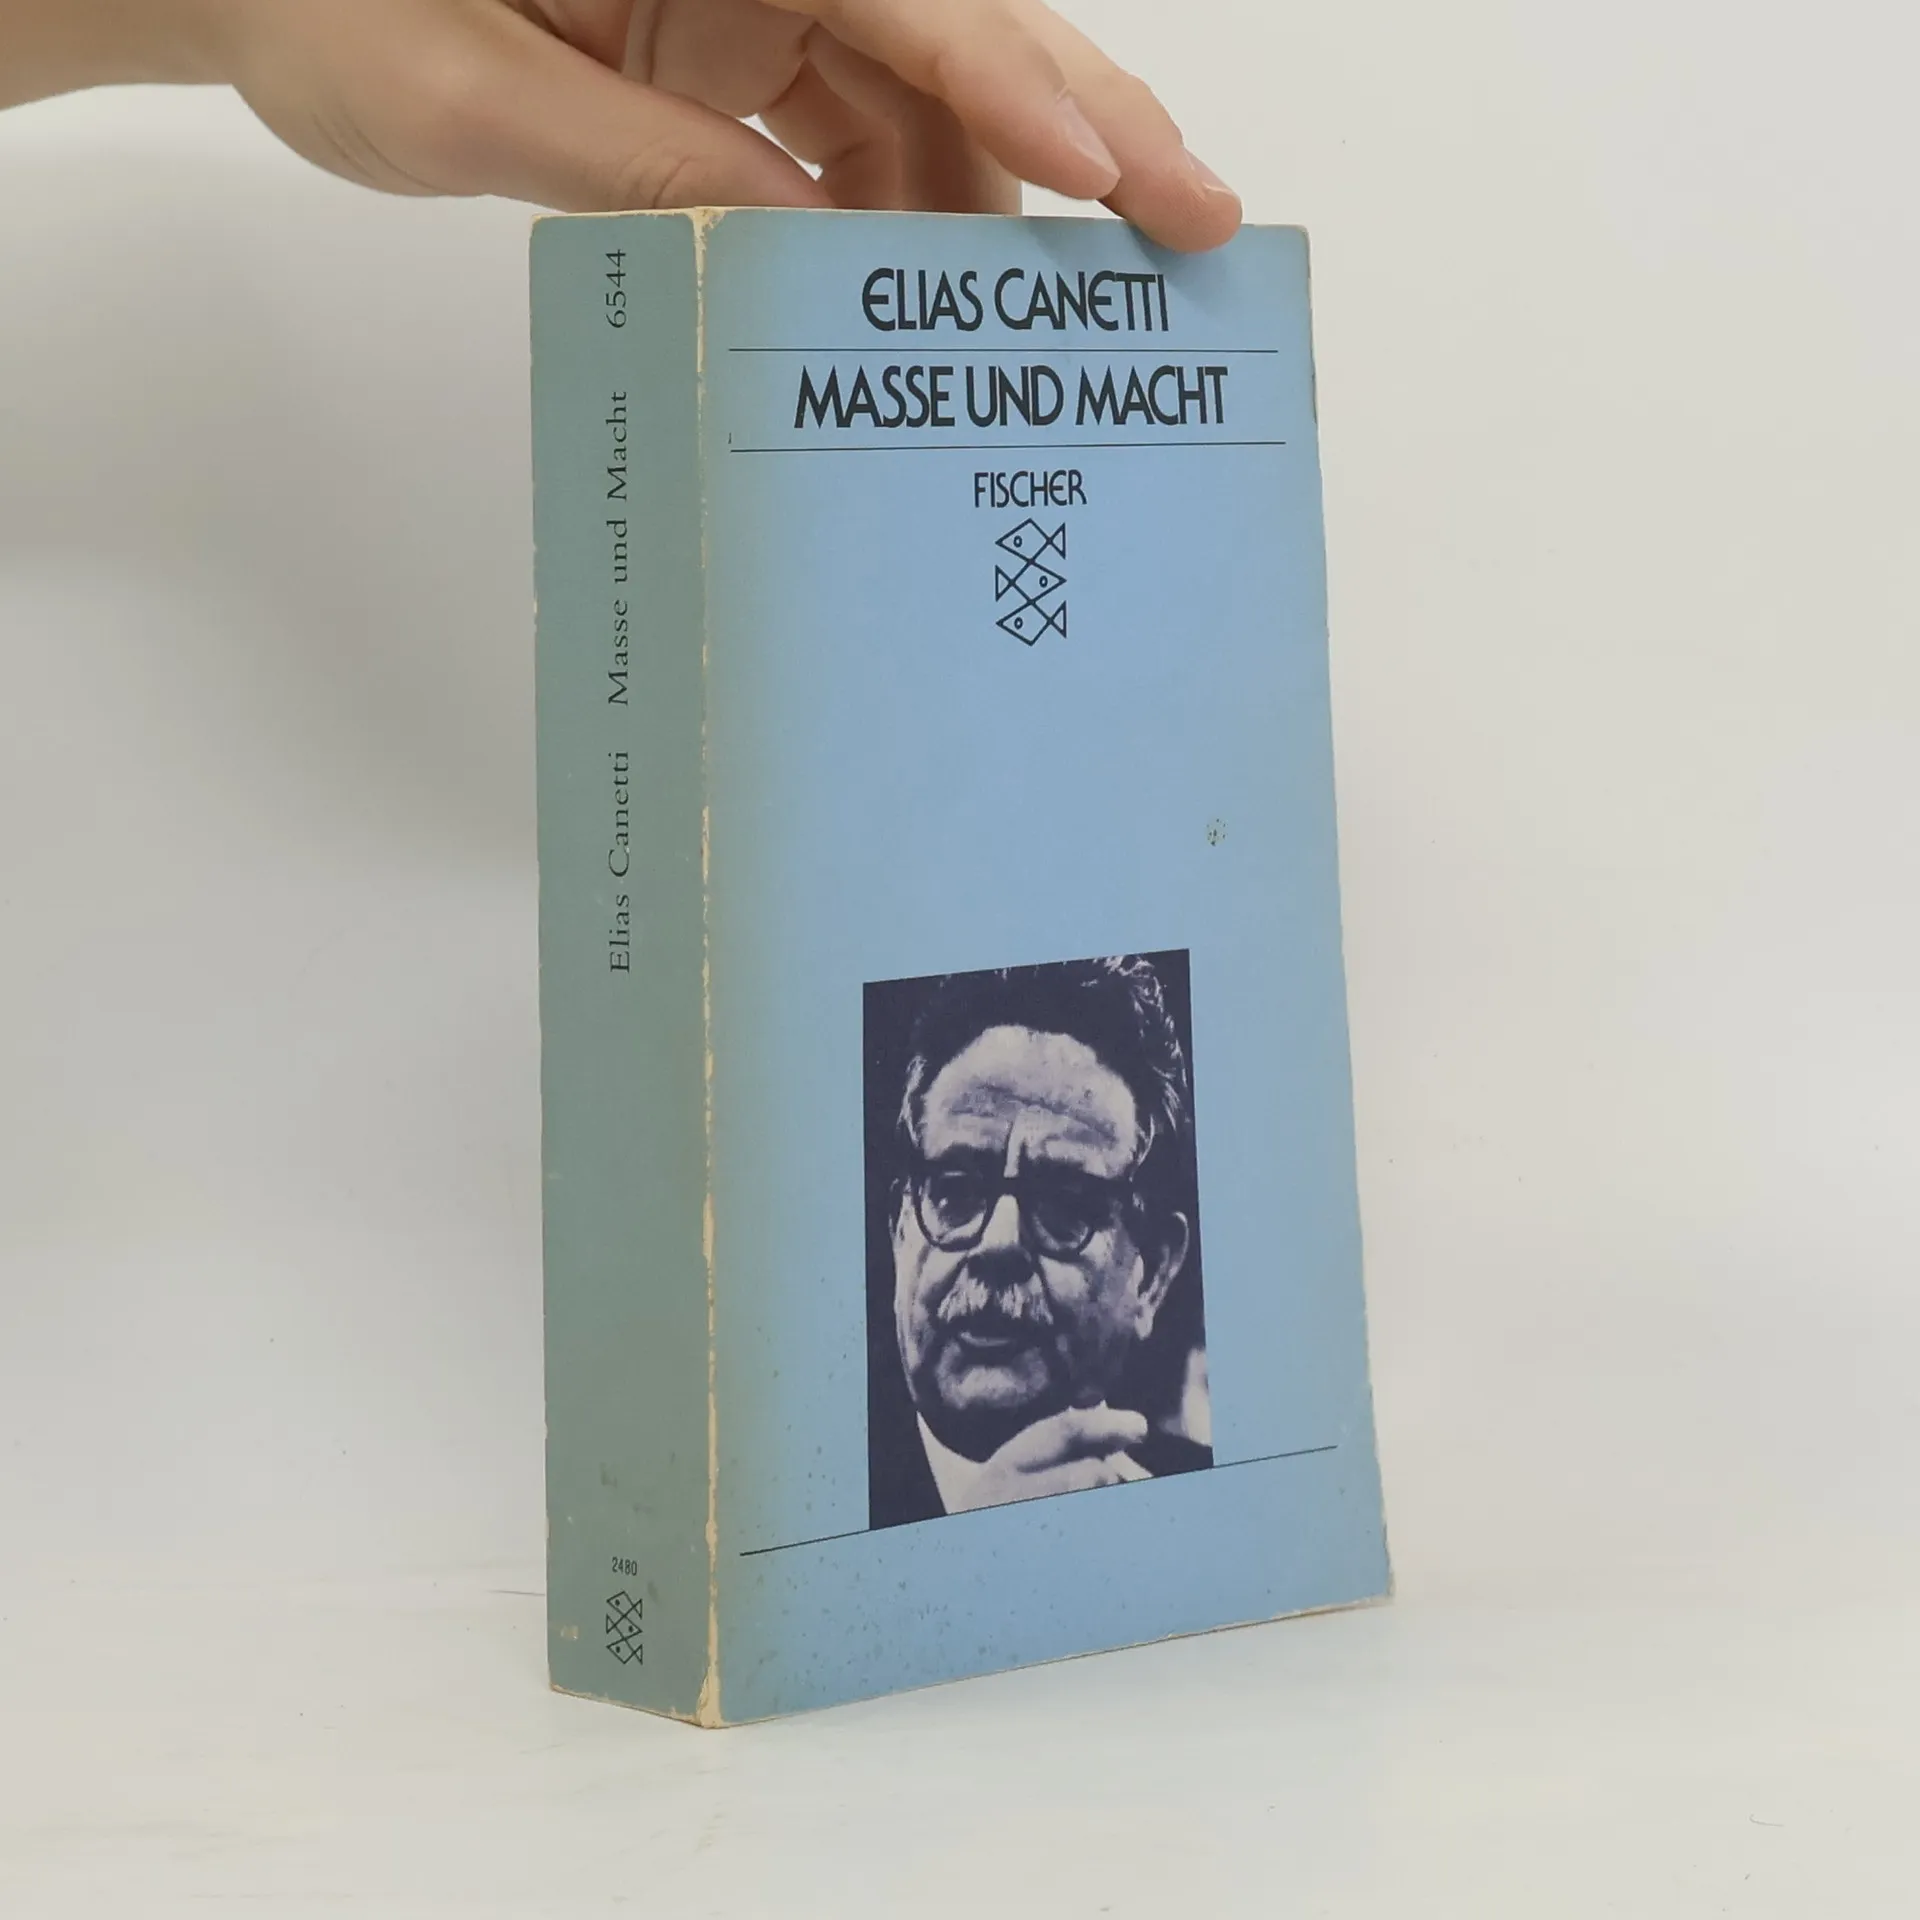 ELIAS CANETTI
MASSE UND MACHT
FISCHER
Elias Canetti Masse und Macht 6544
2480